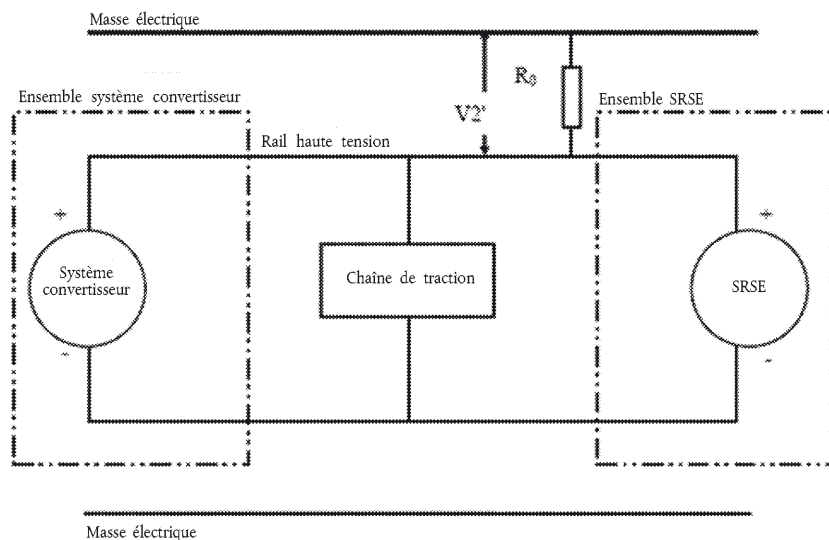 Masse électrique
R₀
Ensemble système convertisseur
Ensemble SRSE
V2'
Rail haute tension
+
+
Système
convertisseur
Chaîne de traction
SRSE
-
-
Masse électrique